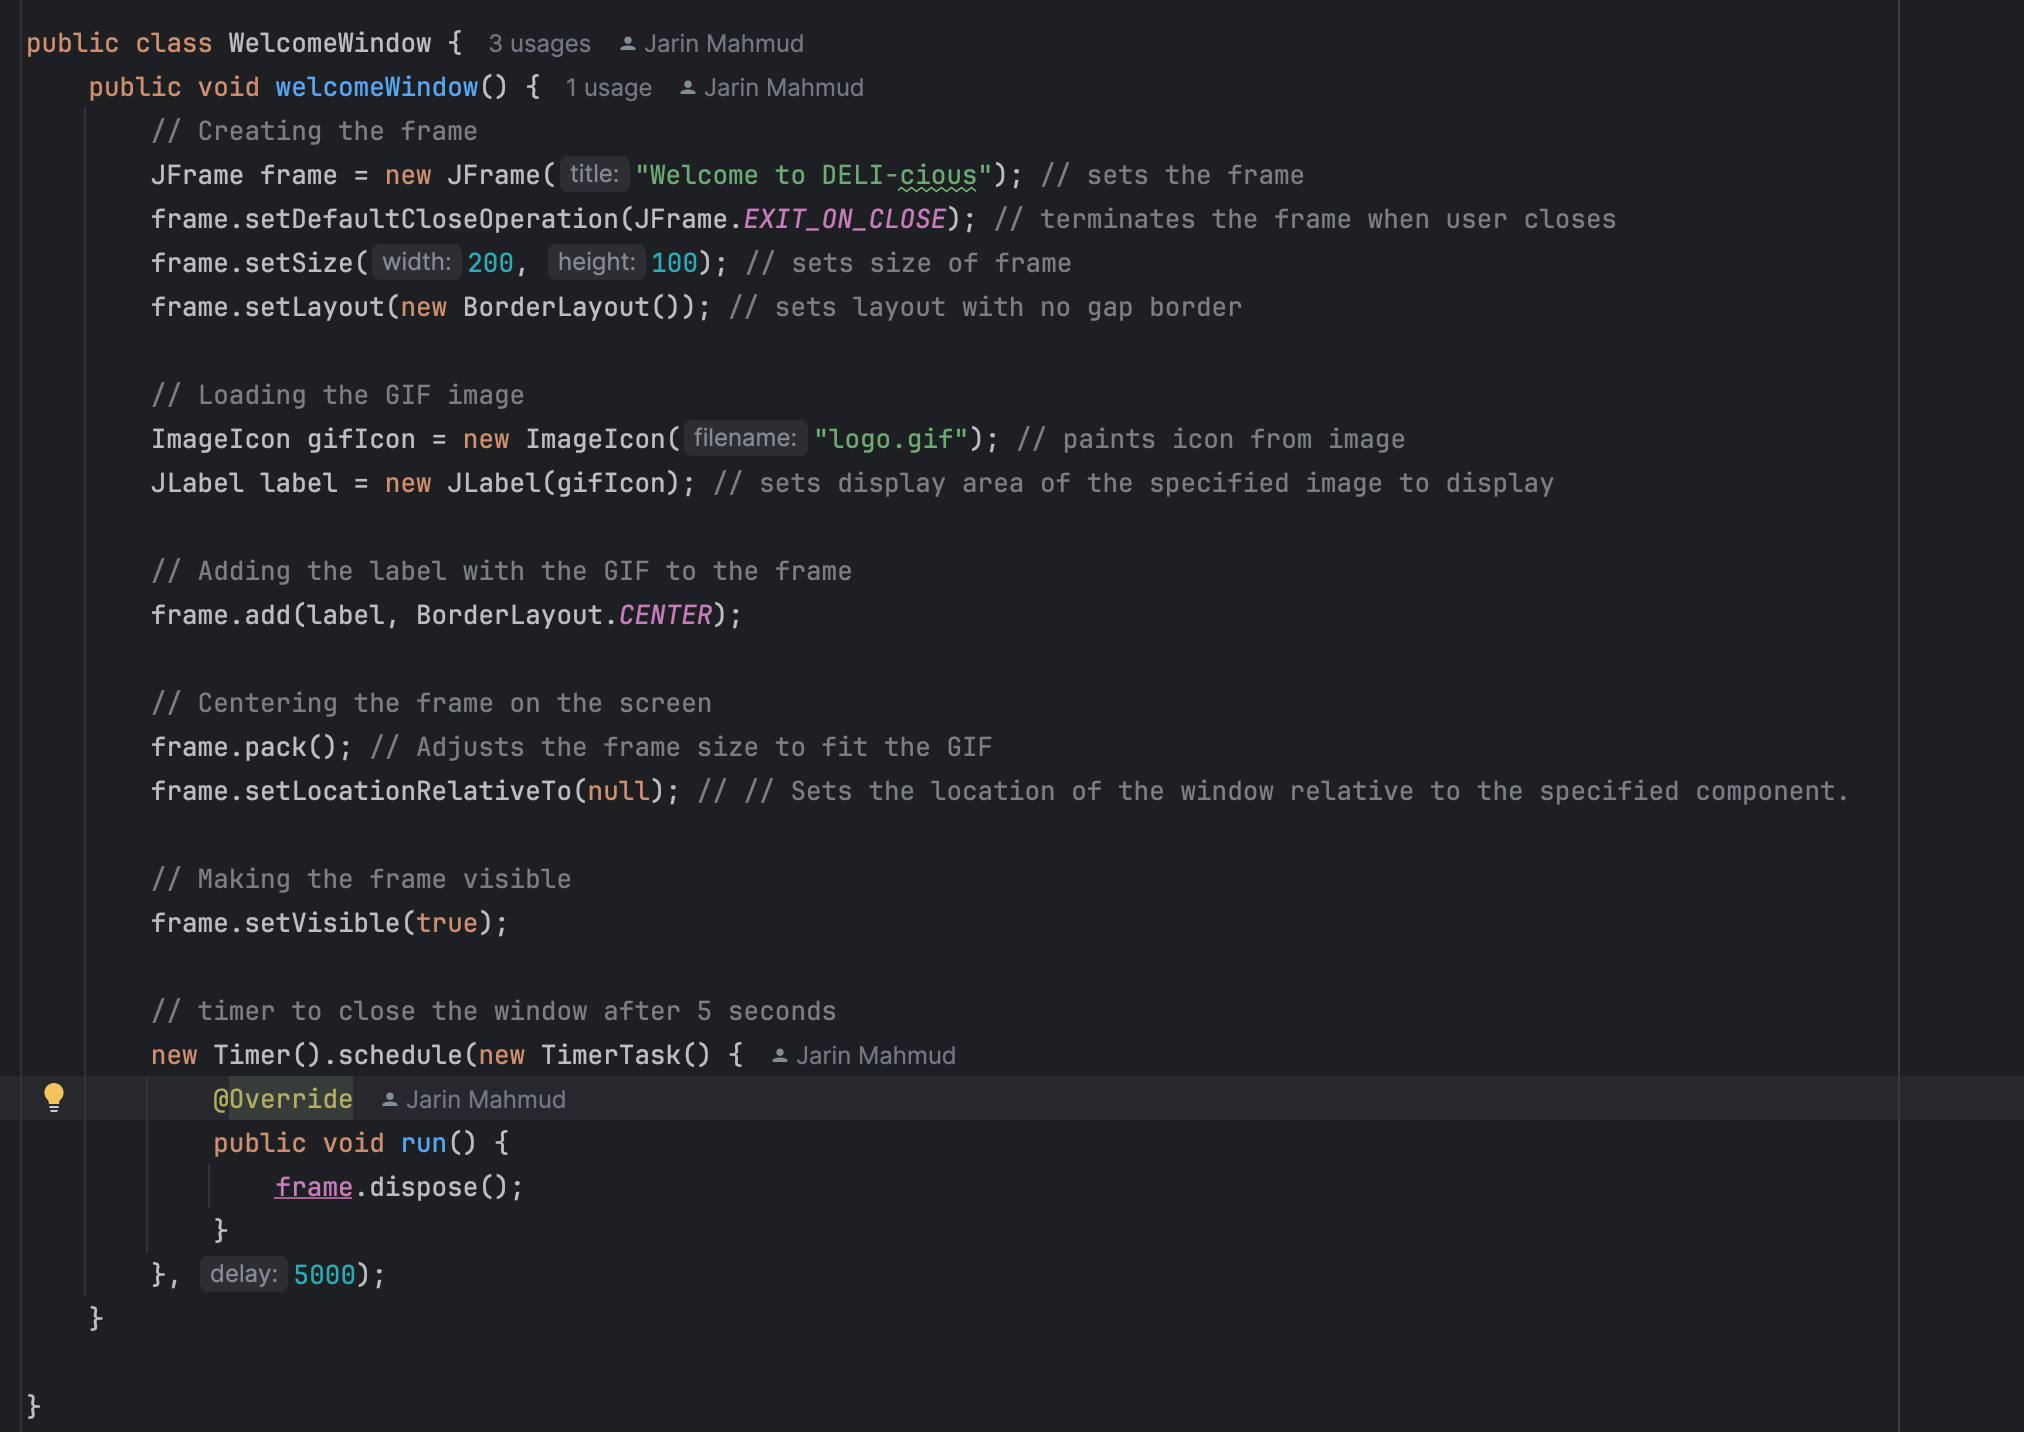 public class WelcomeWindow { 3 usages Jarin Mahmud
public void welcomeWindow() { 1 usage Jarin Mahmud
// Creating the frame
JFrame frame = new JFrame( title: "Welcome to DELI-cious"); // sets the frame
frame.setDefaultCloseOperation(JFrame.EXIT_ON_CLOSE); // terminates the frame when user closes
frame.setSize( width: 200, height: 100); // sets size of frame
frame.setLayout(new BorderLayout()); // sets layout with no gap border
// Loading the GIF image
ImageIcon gifIcon = new ImageIcon( filename: "logo.gif"); // paints icon from image
JLabel label = new JLabel(gifIcon); // sets display area of the specified image to display
// Adding the label with the GIF to the frame
frame.add(label, BorderLayout.CENTER);
// Centering the frame on the screen
frame.pack(); // Adjusts the frame size to fit the GIF
frame.setLocationRelativeTo(null); // // Sets the location of the window relative to the specified component.
// Making the frame visible
frame.setVisible(true);
// timer to close the window after 5 seconds
new Timer().schedule(new TimerTask() { Jarin Mahmud
@Override Jarin Mahmud
public void run() {
frame.dispose();
}
}, delay: 5000);
}
}